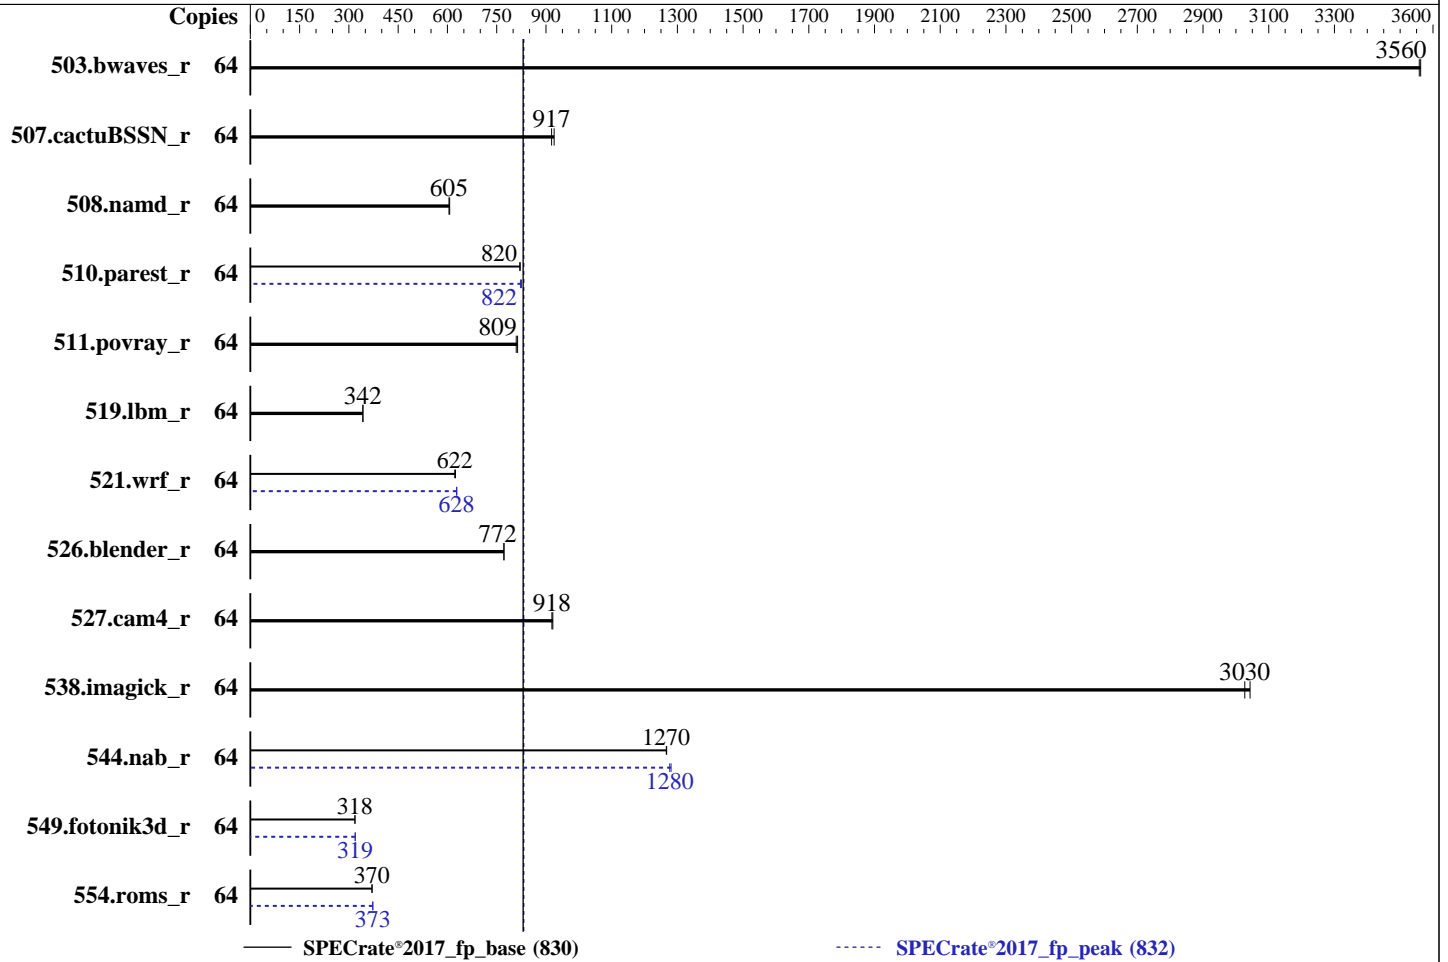 Copies 0 150 300 450 600 750 900 1100 1300 1500 1700 1900 2100 2300 2500 2700 2900 3100 3300 3600
3560
503.bwaves_r 64
917
507.cactuBSSN_r 64
605
508.namd_r 64
820
510.parest_r 64
822
809
511.povray_r 64
342
519.lbm_r 64
622
521.wrf_r 64
628
772
526.blender_r 64
918
527.cam4_r 64
3030
538.imagick_r 64
1270
544.nab_r 64
1280
318
549.fotonik3d_r 64
319
370
554.roms_r 64
373
SPECrate®2017_fp_base (830) SPECrate®2017_fp_peak (832)